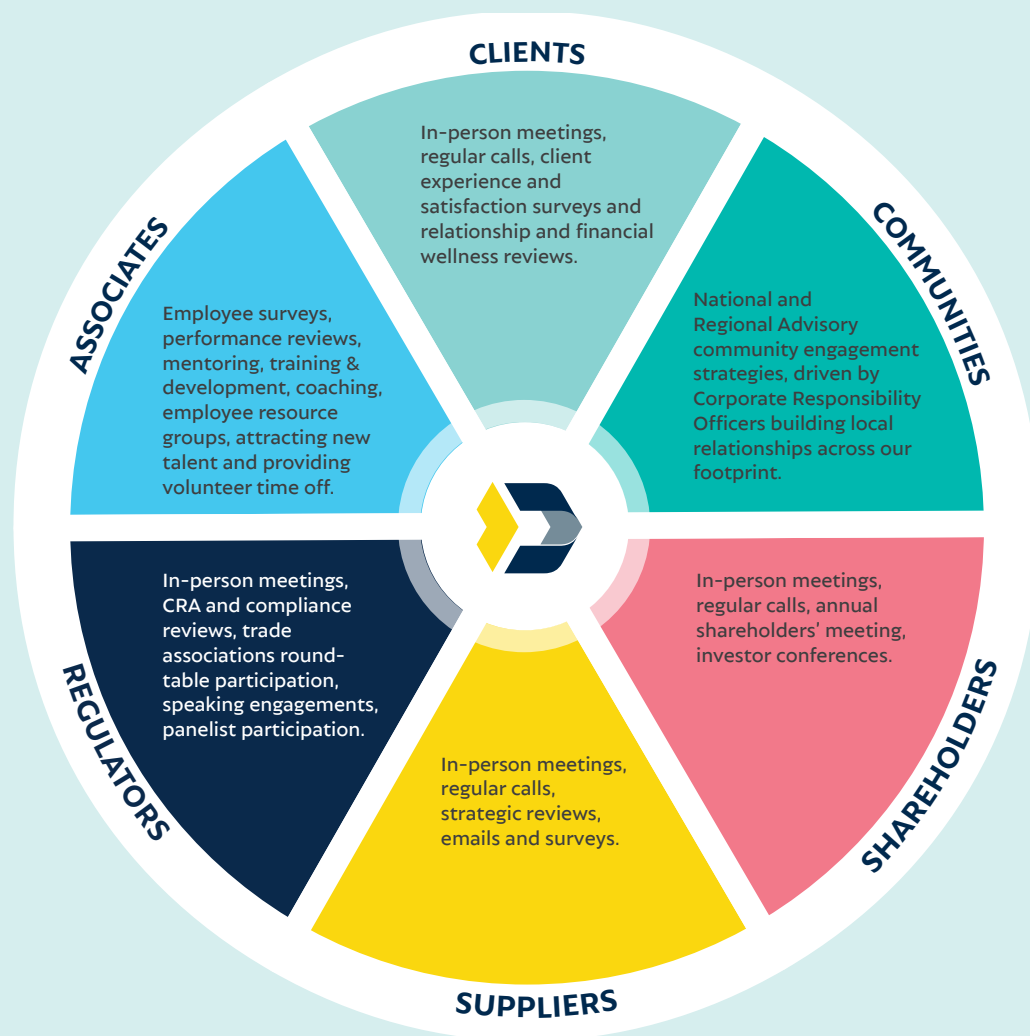 CLIENTS
In-person meetings,
regular calls, client
experience and
satisfaction surveys and
relationship and financial
wellness reviews.
COMMUNITIES
National and
Regional Advisory
community engagement
strategies, driven by
Corporate Responsibility
Officers building local
relationships across our
footprint.
SHAREHOLDERS
In-person meetings,
regular calls, annual
shareholders' meeting,
investor conferences.
SUPPLIERS
In-person meetings,
regular calls,
strategic reviews,
emails and surveys.
REGULATORS
In-person meetings,
CRA and compliance
reviews, trade
associations round-
table participation,
speaking engagements,
panelist participation.
ASSOCIATES
Employee surveys,
performance reviews,
mentoring, training &
development, coaching,
employee resource
groups, attracting new
talent and providing
volunteer time off.